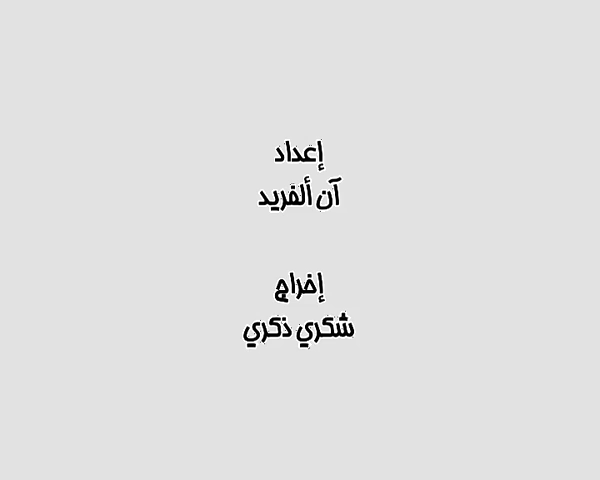 إعداد
آن ألفريد
إخراج
شكري ذكري